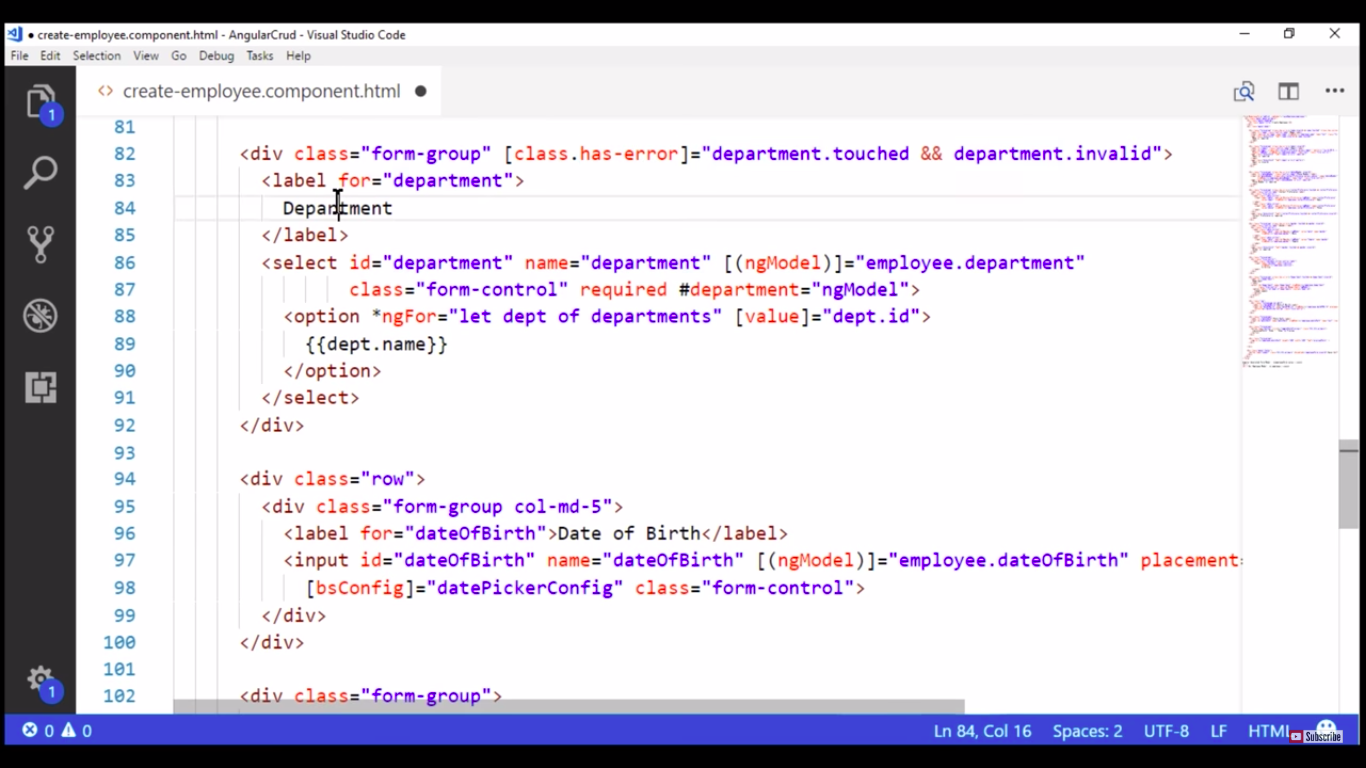 ● create-employee.component.html - AngularCrud - Visual Studio Code
File Edit Selection View Go Debug Tasks Help
<> create-employee.component.html ●
1
81
82 <div class="form-group" [class.has-error]="department.touched && department.invalid">
83 <label for="department">
84 Department
85 </label>
86 <select id="department" name="department" [(ngModel)]="employee.department"
87 class="form-control" required #department="ngModel">
88 <option *ngFor="let dept of departments" [value]="dept.id">
89 {{dept.name}}
90 </option>
91 </select>
92 </div>
93
94 <div class="row">
95 <div class="form-group col-md-5">
96 <label for="dateOfBirth">Date of Birth</label>
97 <input id="dateOfBirth" name="dateOfBirth" [(ngModel)]="employee.dateOfBirth" placement=
98 [bsConfig]="datePickerConfig" class="form-control">
99 </div>
100 </div>
101
102 <div class="form-group">
1
0 0 Ln 84, Col 16 Spaces: 2 UTF-8 LF HTML
Subscribe